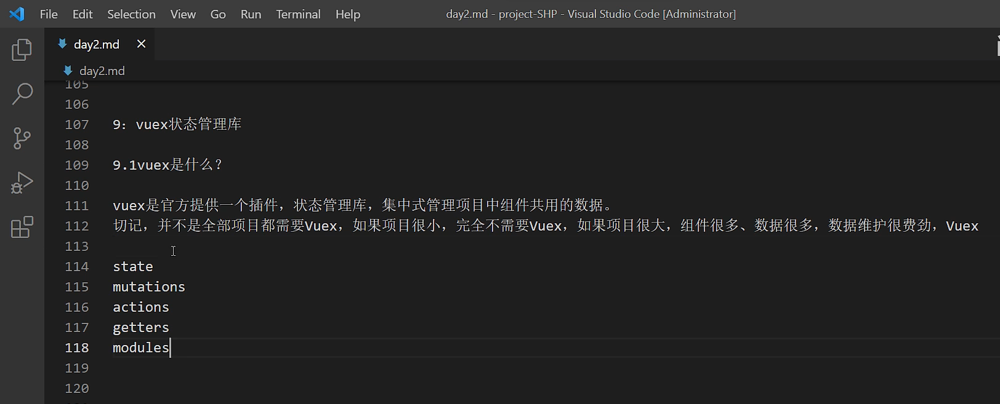 File Edit Selection View Go Run Terminal Help day2.md - project-SHP - Visual Studio Code [Administrator]
day2.md
day2.md
105
106
107 9：vuex状态管理库
108
109 9.1vuex是什么？
110
111 vuex是官方提供一个插件，状态管理库，集中式管理项目中组件共用的数据。
112 切记，并不是全部项目都需要Vuex，如果项目很小，完全不需要Vuex，如果项目很大，组件很多、数据很多，数据维护很费劲，Vuex
113
114 state
115 mutations
116 actions
117 getters
118 modules
119
120